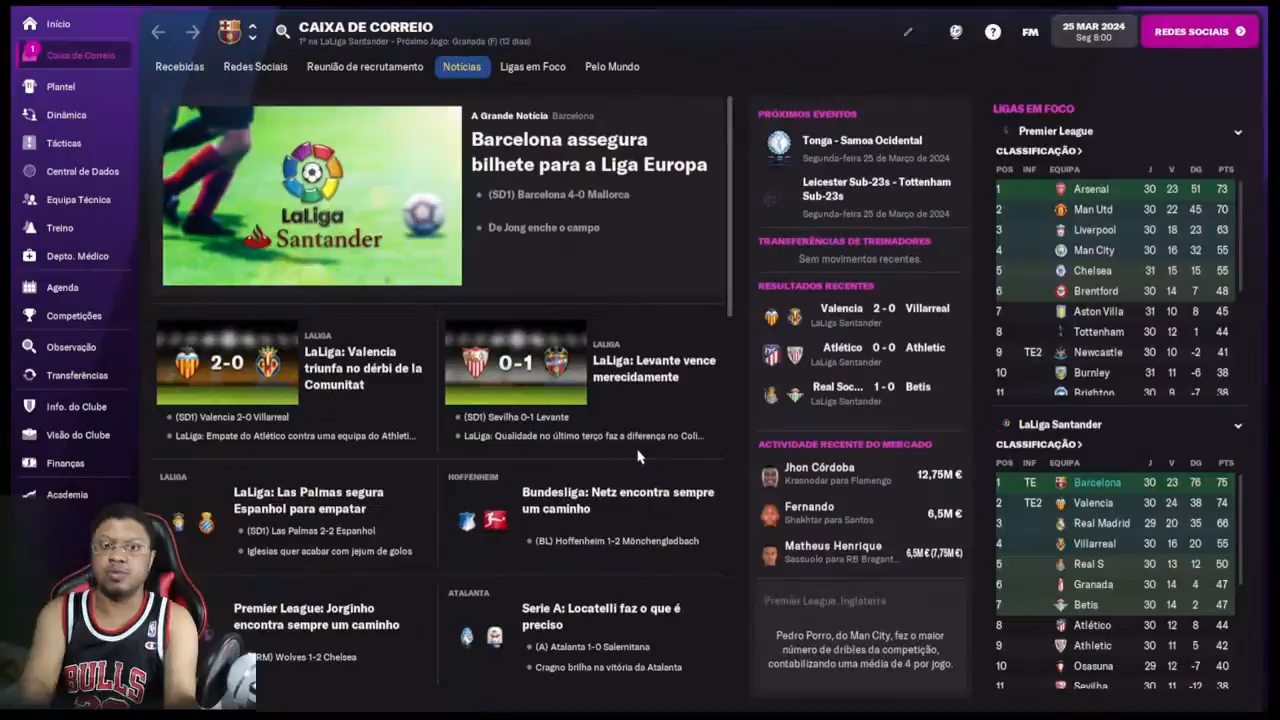 Início
CAIXA DE CORREIO
1º na LaLiga Santander - Próximo Jogo: Granada (F) (12 dias)
FM
25 MAR 2024
Seg 8:00
REDES SOCIAIS
1
Caixa de Correio
Plantel
Dinâmica
Tácticas
Central de Dados
Equipa Técnica
Treino
Depto. Médico
Agenda
Competições
Observação
Transferências
Info. do Clube
Visão do Clube
Finanças
Academia
Recebidas
Redes Sociais
Reunião de recrutamento
Notícias
Ligas em Foco
Pelo Mundo
LaLiga
Santander
A Grande Notícia Barcelona
Barcelona assegura
bilhete para a Liga Europa
(SD1) Barcelona 4-0 Mallorca
De Jong enche o campo
2-0
LALIGA
LaLiga: Valencia
triunfa no dérbi de la
Comunitat
(SD1) Valencia 2-0 Villarreal
LaLiga: Empate do Atlético contra uma equipa do Athleti...
0-1
LALIGA
LaLiga: Levante vence
merecidamente
(SD1) Sevilha 0-1 Levante
LaLiga: Qualidade no último terço faz a diferença no Coli...
LALIGA
LaLiga: Las Palmas segura
Espanhol para empatar
(SD1) Las Palmas 2-2 Espanhol
Iglesias quer acabar com jejum de golos
HOFFENHEIM
Bundesliga: Netz encontra sempre
um caminho
(BL) Hoffenheim 1-2 Mönchengladbach
Premier League: Jorginho
encontra sempre um caminho
RM) Wolves 1-2 Chelsea
ATALANTA
Serie A: Locatelli faz o que é
preciso
(A) Atalanta 1-0 Salernitana
Cragno brilha na vitória da Atalanta
PRÓXIMOS EVENTOS
Tonga - Samoa Ocidental
Segunda-feira 25 de Março de 2024
Leicester Sub-23s - Tottenham
Sub-23s
Segunda-feira 25 de Março de 2024
TRANSFERÊNCIAS DE TREINADORES
Sem movimentos recentes.
RESULTADOS RECENTES
Valencia 2 - 0 Villarreal
LaLiga Santander
Atlético 0 - 0 Athletic
LaLiga Santander
Real Soc... 1 - 0 Betis
LaLiga Santander
ACTIVIDADE RECENTE DO MERCADO
Jhon Córdoba 12,75M €
Krasnodar para Flamengo
Fernando 6,5M €
Shakhtar para Santos
Matheus Henrique 6,5M € (7,75M €)
Sassuolo para RB Bragant...
Premier League, Inglaterra
Pedro Porro, do Man City, fez o maior
número de dribles da competição,
contabilizando uma média de 4 por jogo.
LIGAS EM FOCO
Premier League
CLASSIFICAÇÃO
POS INF EQUIPA J V DG PTS
1 Arsenal 30 23 51 73
2 Man Utd 30 22 45 70
3 Liverpool 30 18 23 63
4 Man City 30 16 32 55
5 Chelsea 31 15 15 55
6 Brentford 30 14 7 48
7 Aston Villa 31 10 8 45
8 Tottenham 30 12 1 44
9 TE2 Newcastle 30 10 -2 41
10 Burnley 31 11 -6 38
11 Brighton 30 9 -7 38
LaLiga Santander
CLASSIFICAÇÃO
POS INF EQUIPA J V DG PTS
1 TE Barcelona 30 23 76 75
2 TE2 Valencia 30 24 38 74
3 Real Madrid 29 20 35 66
4 Villarreal 30 16 20 55
5 Real S 30 13 12 50
6 Granada 30 14 4 47
7 Betis 30 14 2 47
8 Atlético 30 12 8 44
9 Athletic 30 11 5 42
10 Osasuna 29 12 -7 40
11 Sevilha 30 11 -12 38
NBA
BULLS